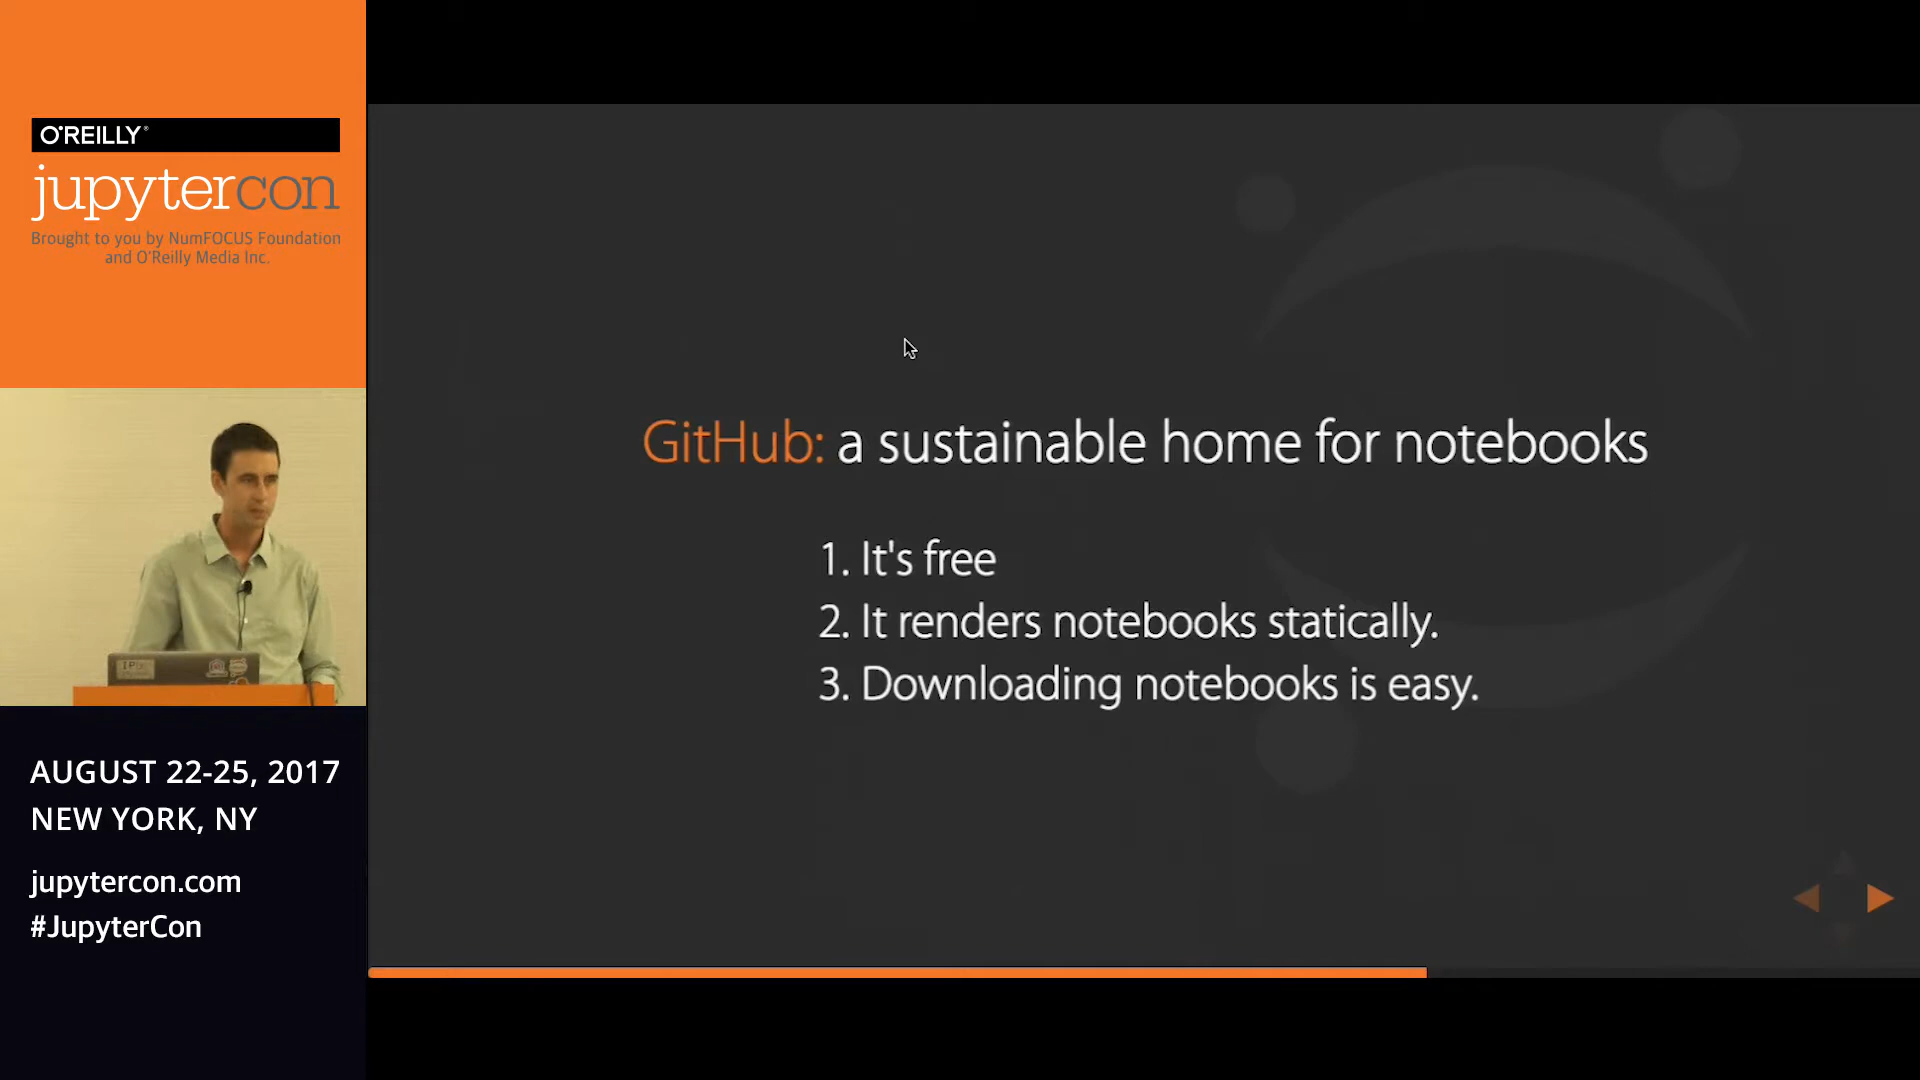 O'REILLY®
jupytercon
Brought to you by NumFOCUS Foundation
and O'Reilly Media Inc.
AUGUST 22-25, 2017
NEW YORK, NY
jupytercon.com
#JupyterCon
GitHub: a sustainable home for notebooks
1. It's free
2. It renders notebooks statically.
3. Downloading notebooks is easy.